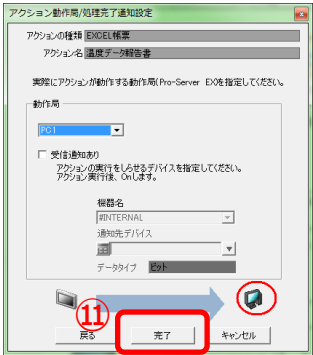 アクション動作局/処理完了通知設定
アクションの種類 EXCEL帳票
アクション名 温度データ報告書
実際にアクションが動作する動作局(Pro-Server EX)を指定してください。
動作局
PC1
受信通知あり
アクションの実行をしらせるデバイスを指定してください。
アクション実行後、Onします。
機器名
#INTERNAL
通知先デバイス
データタイプ ビット
⑪
戻る 完了 キャンセル